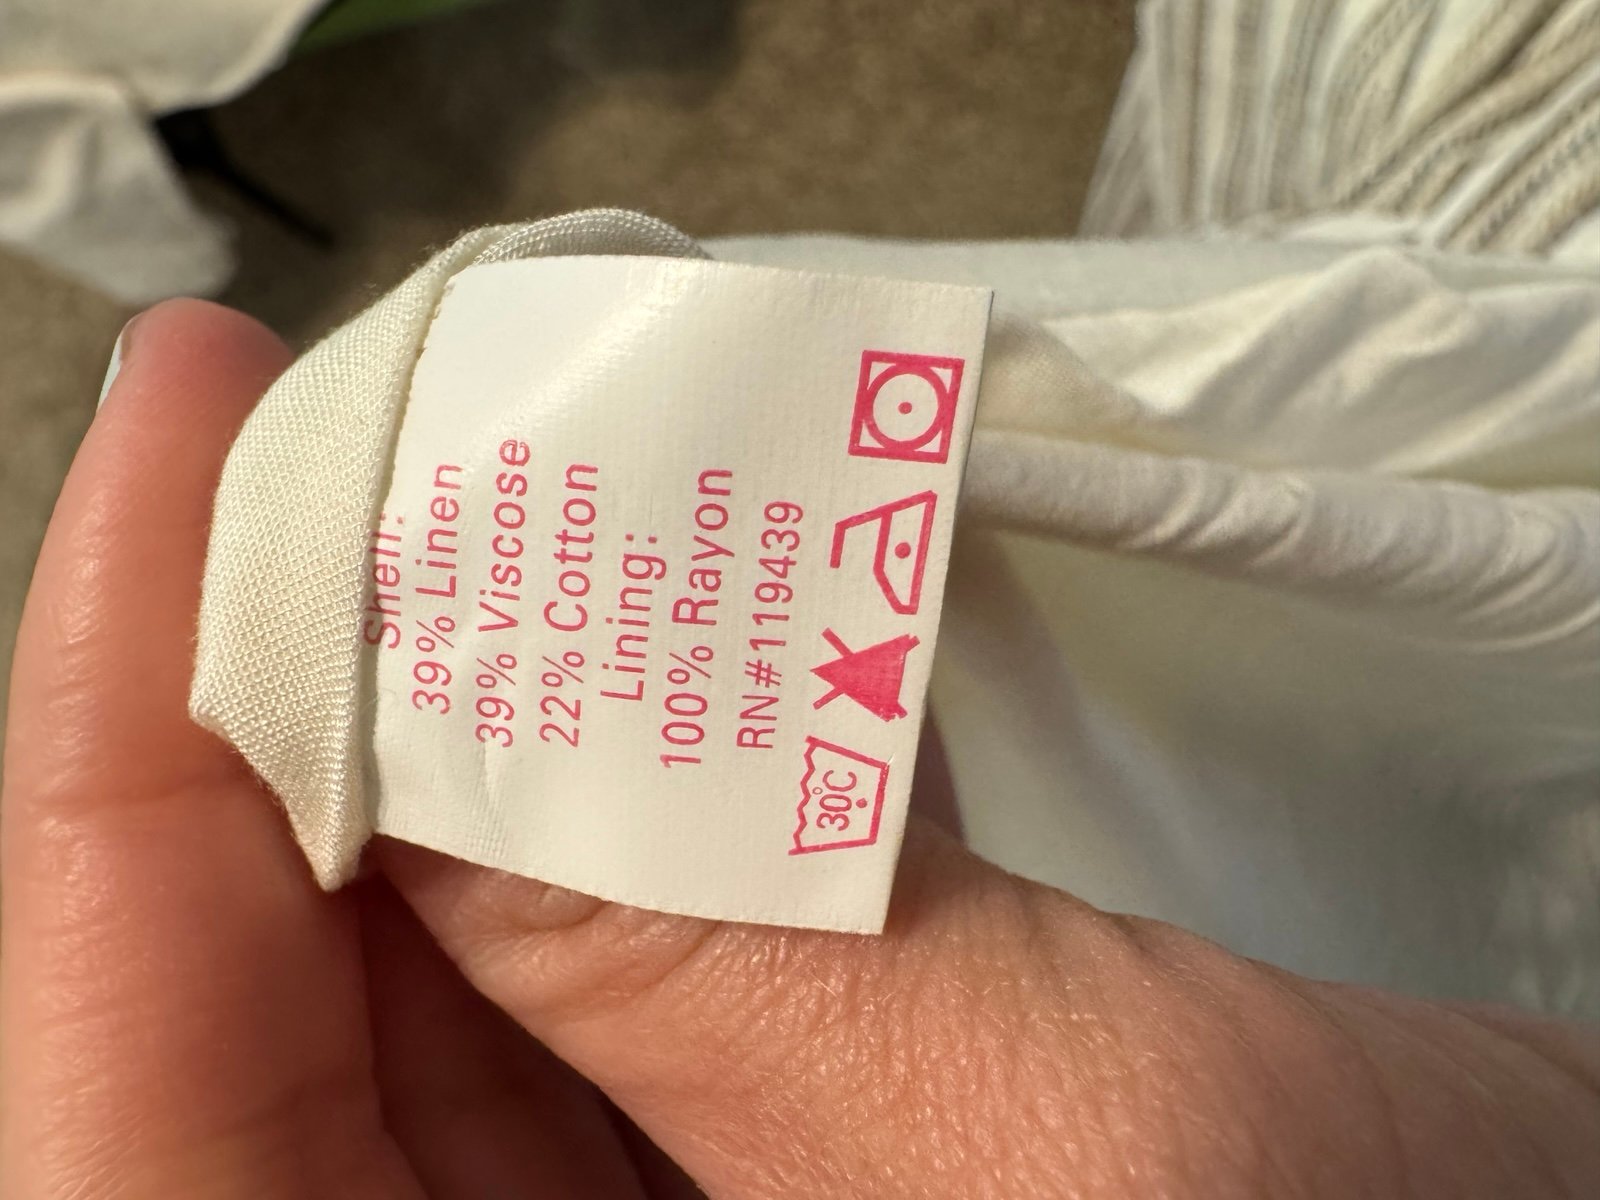 Shell:
39% Linen
39% Viscose
22% Cotton
Lining:
100% Rayon
RN#119439
30°C